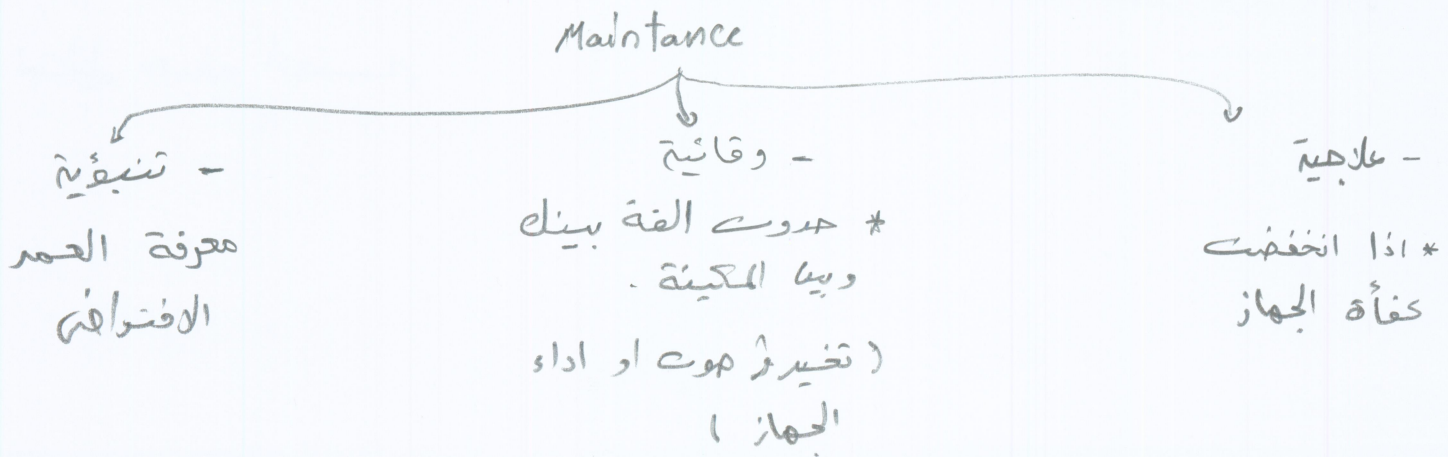 Maintance
- علاجية
* اذا انخفضت
كفأة الجهاز
- وقائية
* حدوث الفة بينك
وبين المكينة .
( تغير في صوت او اداء
الجهاز )
- تنبؤية
معرفة العمر
الافتراضي